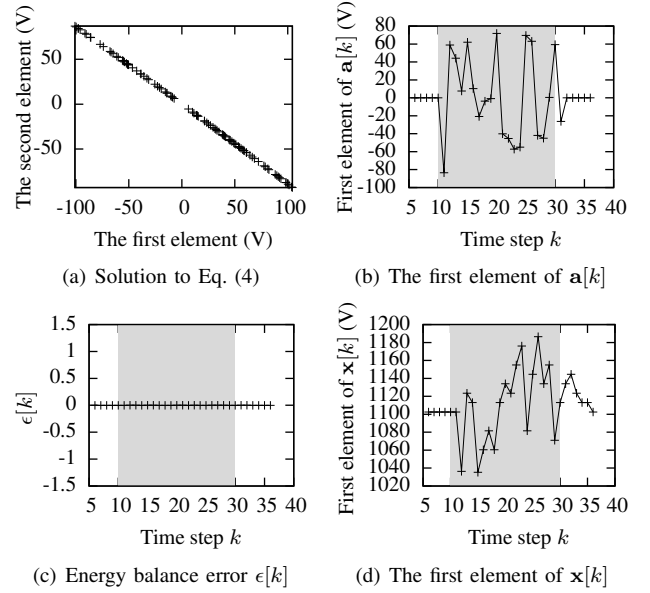 The second element (V)
50
0
-50
-100
-50
0
50
100
The first element (V)
(a) Solution to Eq. (4)
First element of a[k] (V)
80
60
40
20
0
-20
-40
-60
-80
-100
5 10 15 20 25 30 35 40
Time step k
(b) The first element of a[k]
ϵ[k]
1.5
1
0.5
0
-0.5
-1
-1.5
5 10 15 20 25 30 35 40
Time step k
(c) Energy balance error ϵ[k]
First element of x[k] (V)
1200
1180
1160
1140
1120
1100
1080
1060
1040
1020
5 10 15 20 25 30 35 40
Time step k
(d) The first element of x[k]